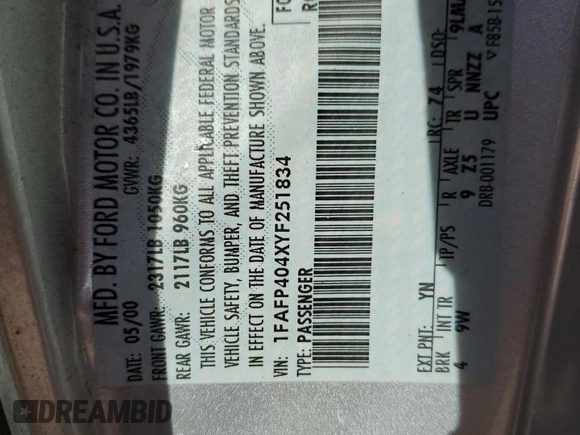 MFD. BY FORD MOTOR CO. IN U.S.A.
DATE: 05/00 GVWR: 4365LB/1979KG
FRONT GAWR: 2317LB 1050KG
REAR GAWR: 2117LB 960KG
THIS VEHICLE CONFORMS TO ALL APPLICABLE FEDERAL MOTOR
VEHICLE SAFETY, BUMPER, AND THEFT PREVENTION STANDARDS
IN EFFECT ON THE DATE OF MANUFACTURE SHOWN ABOVE.
VIN: 1FAFP404XYF251834
TYPE: PASSENGER
EXT PNT: YN RC: 74 DSO:
BRK INT TR TP/PS R AXLE TR SPR
4 9W 9 Z5 U NNZZ A
DRB-001179 UPC
DREAMBID